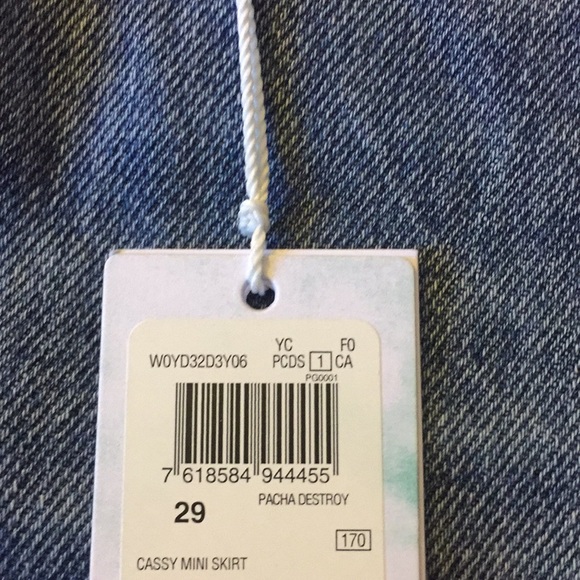 YC F0
W0YD32D3Y06 PCDS 1 CA
PG0001
7 618584 944455
PACHA DESTROY
29
170
CASSY MINI SKIRT